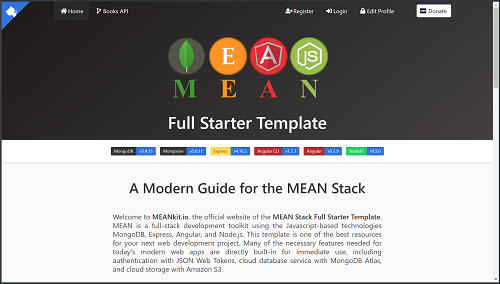 Home Books API Register Login Edit Profile Donate
E JS
M E A N
Full Starter Template
MongoDB v3.4.13 Mongoose v5.0.11 Express v4.16.3 Angular CLI v1.7.3 Angular v5.2.9 NodeJS v8.9.0
A Modern Guide for the MEAN Stack
Welcome to MEANkit.io, the official website of the MEAN Stack Full Starter Template.
MEAN is a full-stack development toolkit using the Javascript-based technologies
MongoDB, Express, Angular, and Node.js. This template is one of the best resources
for your next web development project. Many of the necessary features needed for
today's modern web apps are directly built-in for immediate use, including
authentication with JSON Web Tokens, cloud database service with MongoDB Atlas,
and cloud storage with Amazon S3.